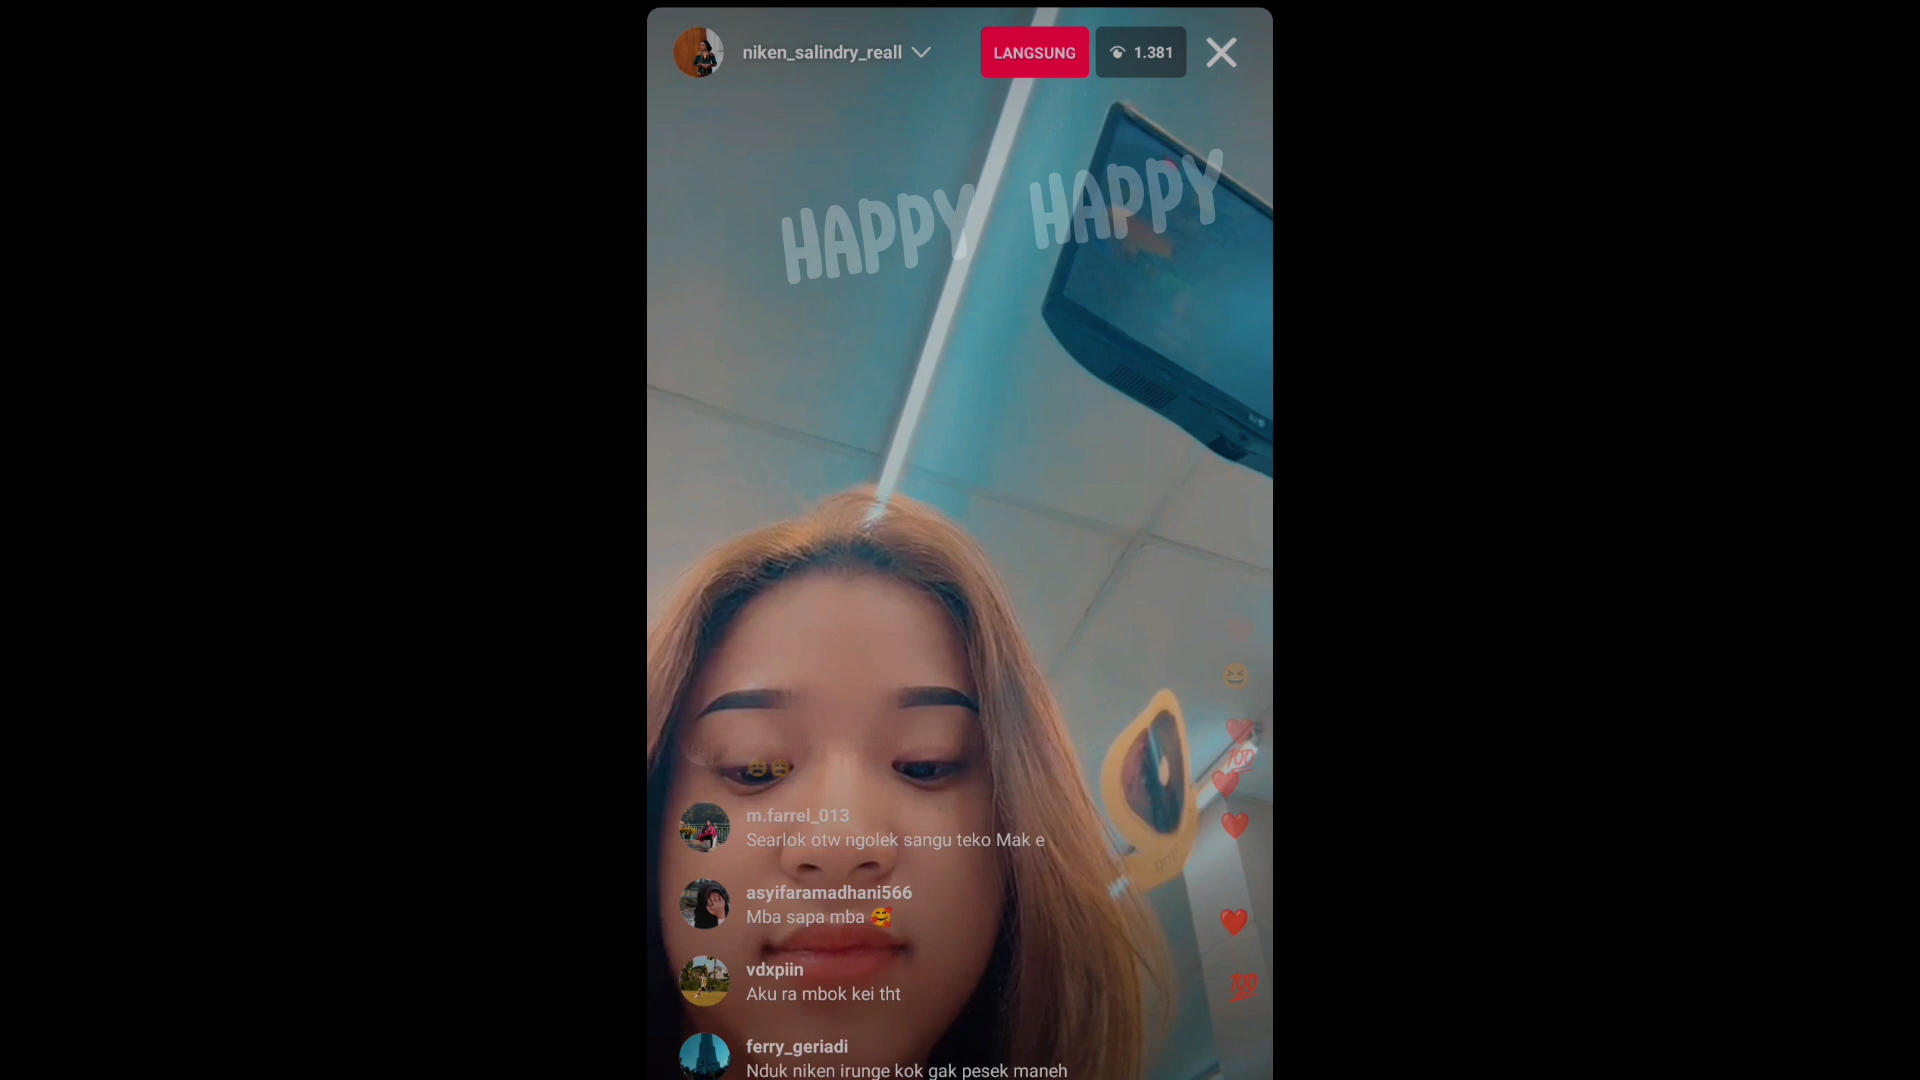 niken_salindry_reall
LANGSUNG
1.381
HAPPY HAPPY
m.farrel_013
Searlok otw ngolek sangu teko Mak e
asyifaramadhani566
Mba sapa mba 🥰
vdxpiin
Aku ra mbok kei tht
ferry_geriadi
Nduk niken irunge kok gak pesek maneh